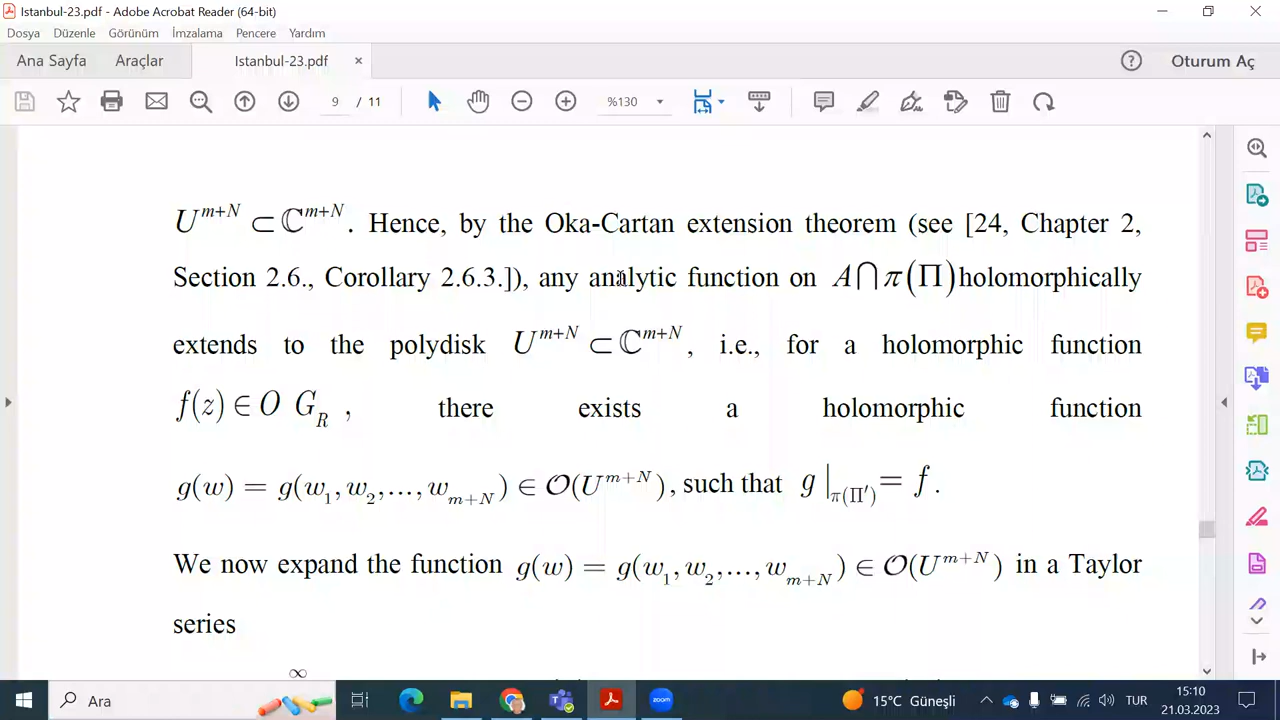 Istanbul-23.pdf - Adobe Acrobat Reader (64-bit)
Dosya Düzenle Görünüm İmzalama Pencere Yardım
Ana Sayfa Araçlar Istanbul-23.pdf × Oturum Aç
9 / 11 %130
U^{m+N} ⊂ ℂ^{m+N}. Hence, by the Oka-Cartan extension theorem (see [24, Chapter 2,
Section 2.6., Corollary 2.6.3.]), any analytic function on A⋂π(Π) holomorphically
extends to the polydisk U^{m+N} ⊂ ℂ^{m+N}, i.e., for a holomorphic function
f(z) ∈ O G_R , there exists a holomorphic function
g(w) = g(w_1, w_2, ..., w_{m+N}) ∈ 𝒪(U^{m+N}), such that g|_{π(Π′)} = f.
We now expand the function g(w) = g(w_1, w_2, ..., w_{m+N}) ∈ 𝒪(U^{m+N}) in a Taylor
series
∞
Ara zoom 15°C Güneşli TUR 15:10
21.03.2023